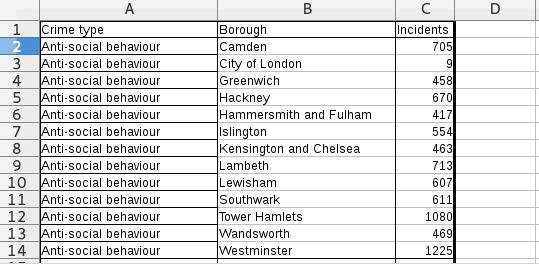 A B C D
1 Crime type Borough Incidents
2 Anti-social behaviour Camden 705
3 Anti-social behaviour City of London 9
4 Anti-social behaviour Greenwich 458
5 Anti-social behaviour Hackney 670
6 Anti-social behaviour Hammersmith and Fulham 417
7 Anti-social behaviour Islington 554
8 Anti-social behaviour Kensington and Chelsea 463
9 Anti-social behaviour Lambeth 713
10 Anti-social behaviour Lewisham 607
11 Anti-social behaviour Southwark 611
12 Anti-social behaviour Tower Hamlets 1080
13 Anti-social behaviour Wandsworth 469
14 Anti-social behaviour Westminster 1225